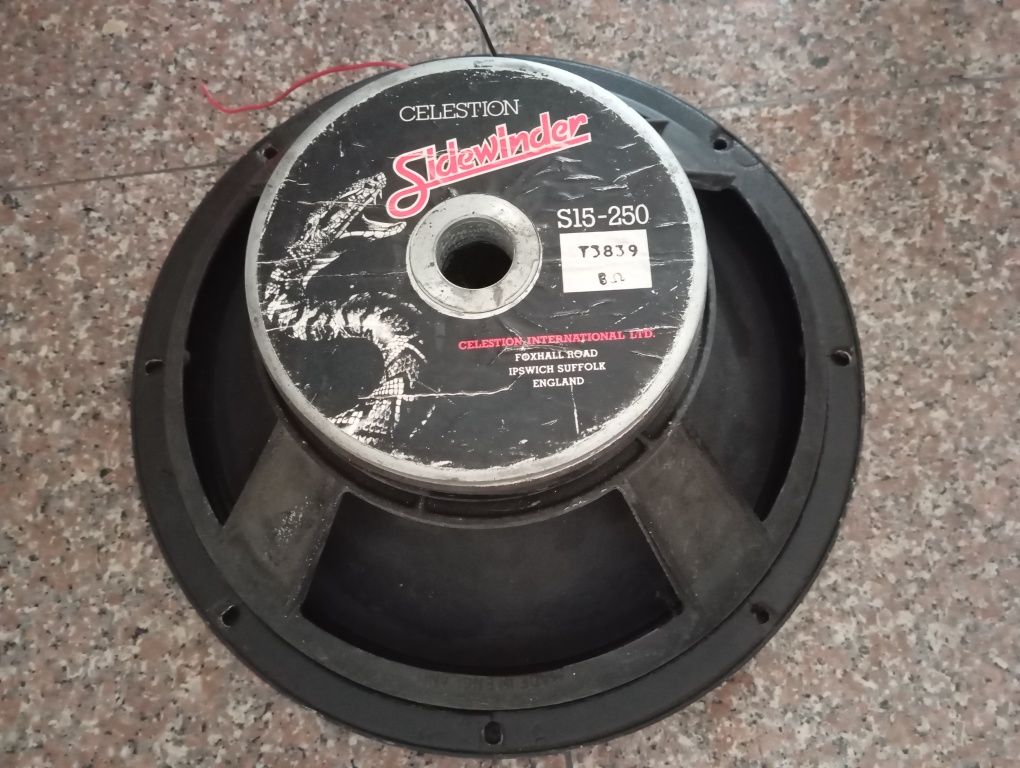 CELESTION
Sidewinder
S15-250
T3839
8Ω
CELESTION INTERNATIONAL LTD.
FOXHALL ROAD
IPSWICH SUFFOLK
ENGLAND